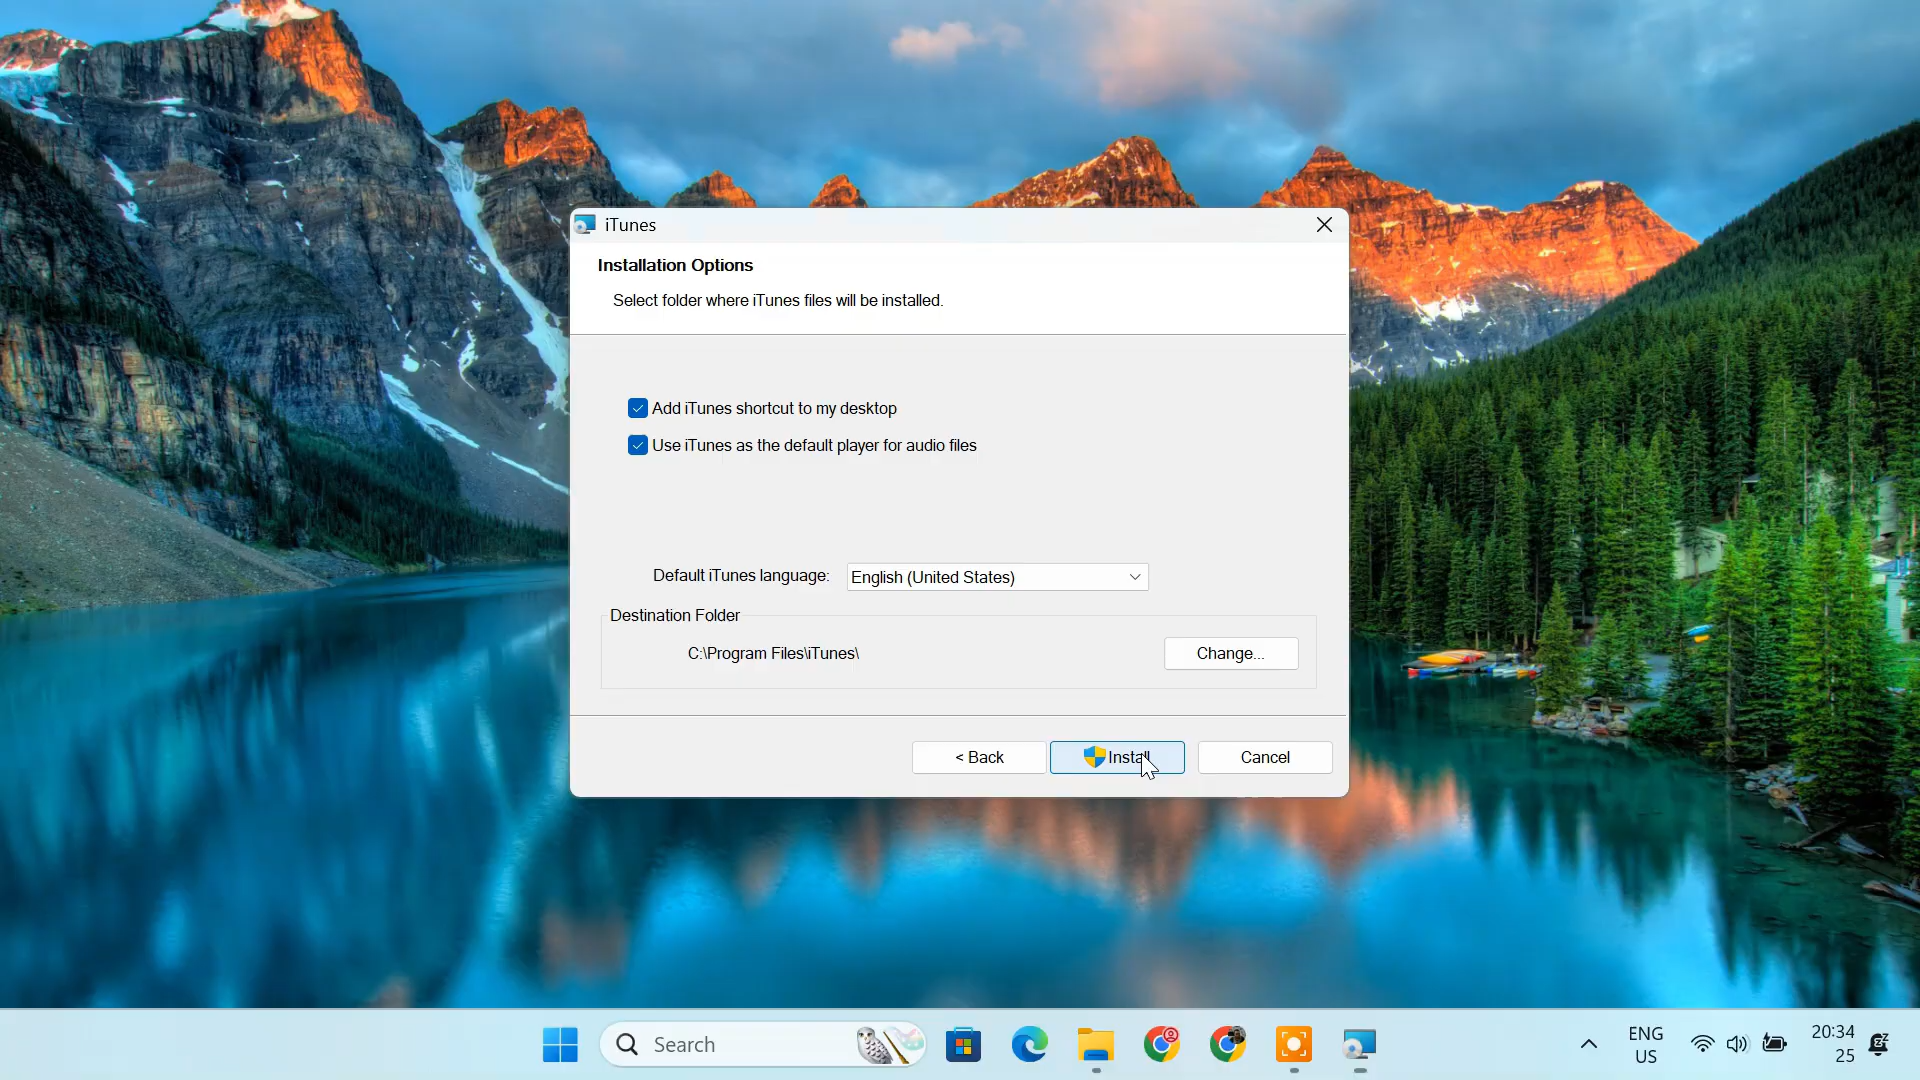 iTunes
Installation Options
Select folder where iTunes files will be installed.
Add iTunes shortcut to my desktop
Use iTunes as the default player for audio files
Default iTunes language: English (United States)
Destination Folder
C:\Program Files\iTunes\ Change...
< Back Install Cancel
Search
ENG
US
20:34
25